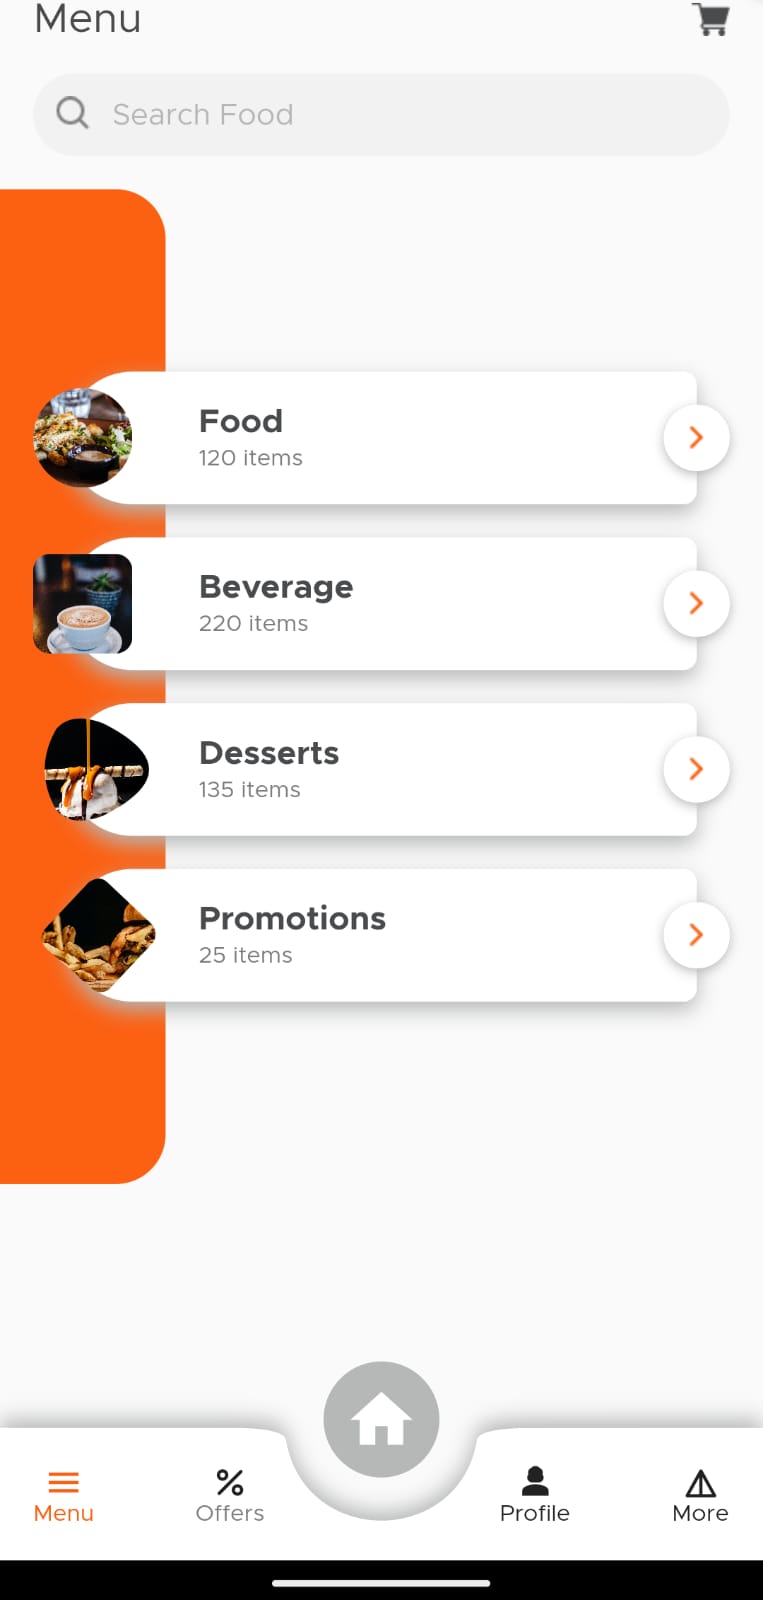 Menu
Search Food
Food
120 items
Beverage
220 items
Desserts
135 items
Promotions
25 items
Menu
Offers
Profile
More